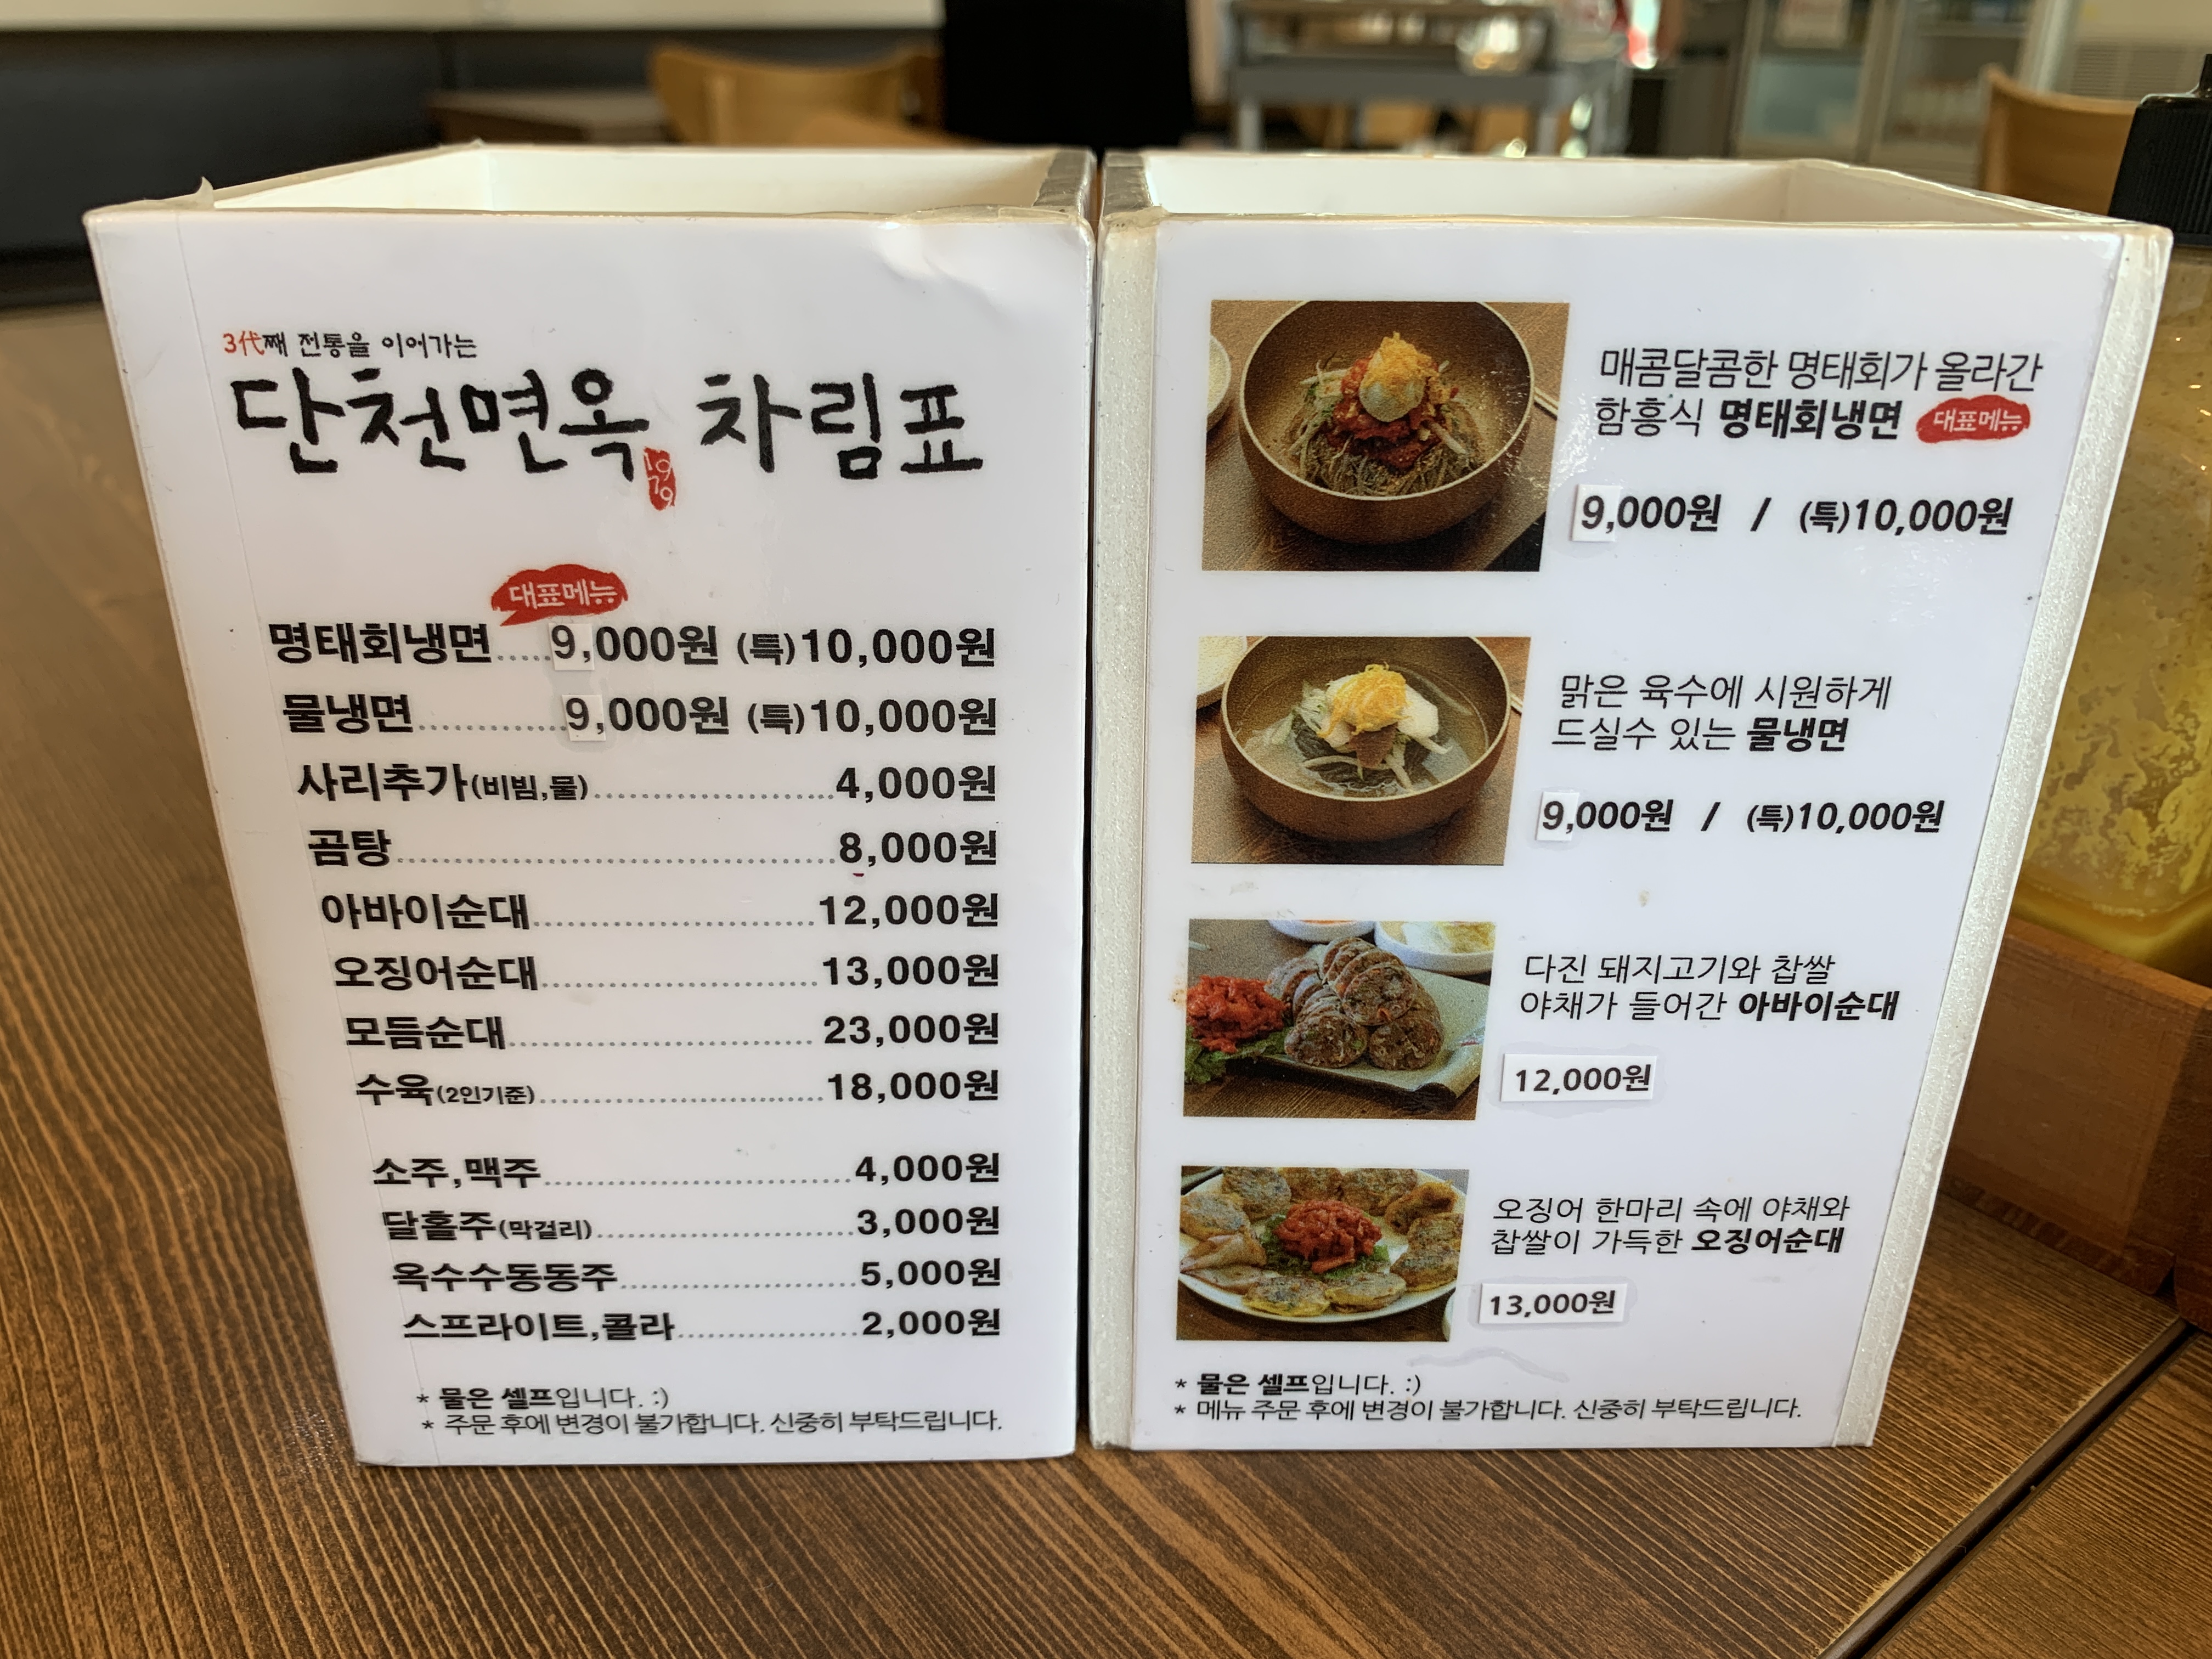 3代째 전통을 이어가는
단천면옥 차림표
1979
대표메뉴
명태회냉면.....9,000원 (특)10,000원
물냉면.............9,000원 (특)10,000원
사리추가(비빔,물)........................4,000원
곰탕............................................8,000원
아바이순대............................12,000원
오징어순대............................13,000원
모듬순대............................... 23,000원
수육(2인기준)............................18,000원
소주,맥주...............................4,000원
달홀주(막걸리)..........................3,000원
옥수수동동주........................5,000원
스프라이트,콜라..................2,000원
* 물은 셀프입니다. :)
* 주문 후에 변경이 불가합니다. 신중히 부탁드립니다.
매콤달콤한 명태회가 올라간
함흥식 명태회냉면 대표메뉴
9,000원 / (특)10,000원
맑은 육수에 시원하게
드실수 있는 물냉면
9,000원 / (특)10,000원
다진 돼지고기와 찹쌀
야채가 들어간 아바이순대
12,000원
오징어 한마리 속에 야채와
찹쌀이 가득한 오징어순대
13,000원
* 물은 셀프입니다. :)
* 메뉴 주문 후에 변경이 불가합니다. 신중히 부탁드립니다.